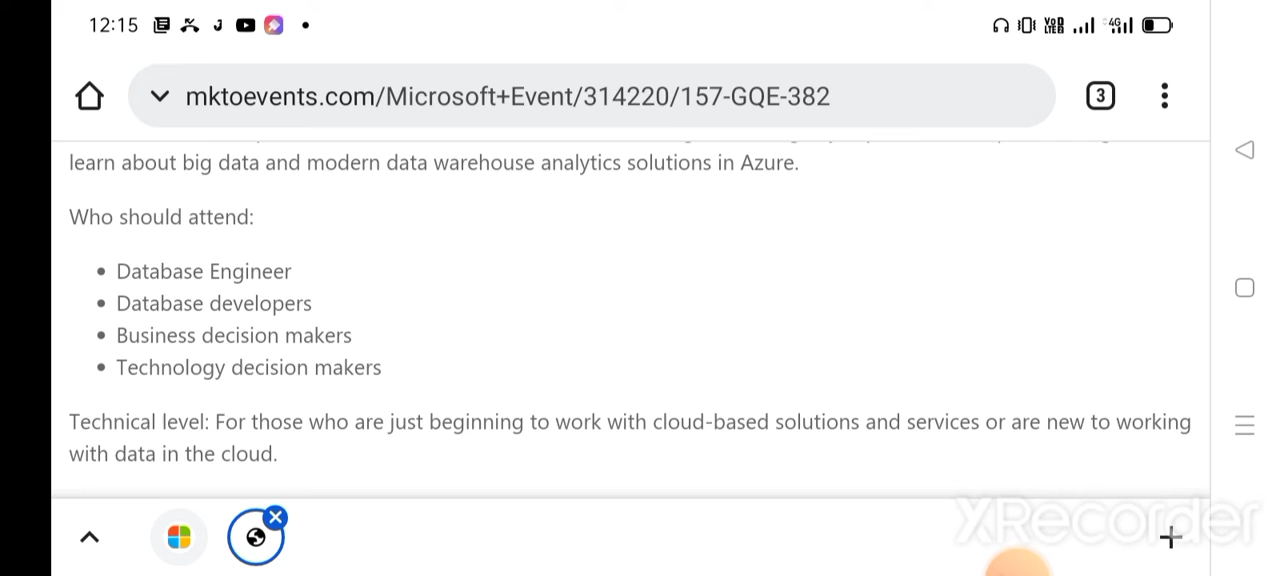 12:15
VoD LTE 4G
mktoevents.com/Microsoft+Event/314220/157-GQE-382
3
learn about big data and modern data warehouse analytics solutions in Azure.
Who should attend:
• Database Engineer
• Database developers
• Business decision makers
• Technology decision makers
Technical level: For those who are just beginning to work with cloud-based solutions and services or are new to working
with data in the cloud.
XRecorder